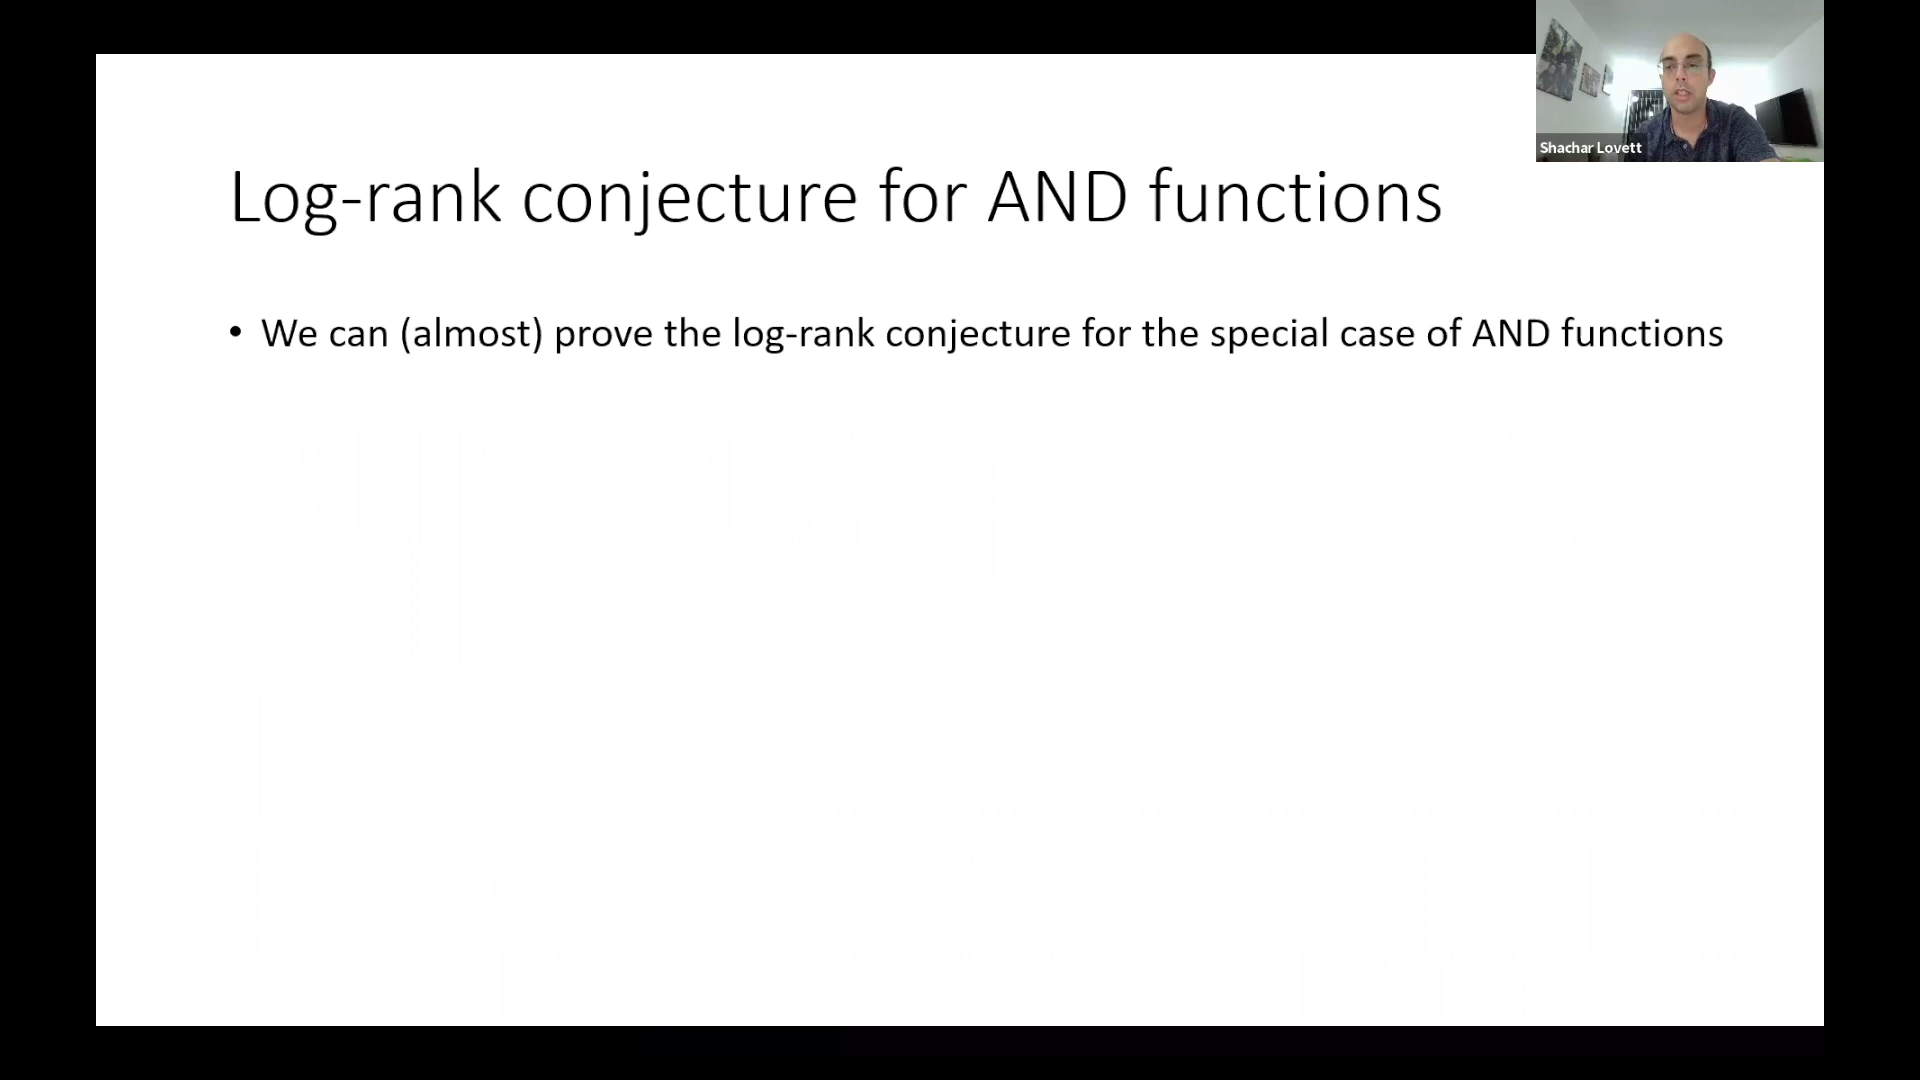 Shachar Lovett
Log-rank conjecture for AND functions
• We can (almost) prove the log-rank conjecture for the special case of AND functions